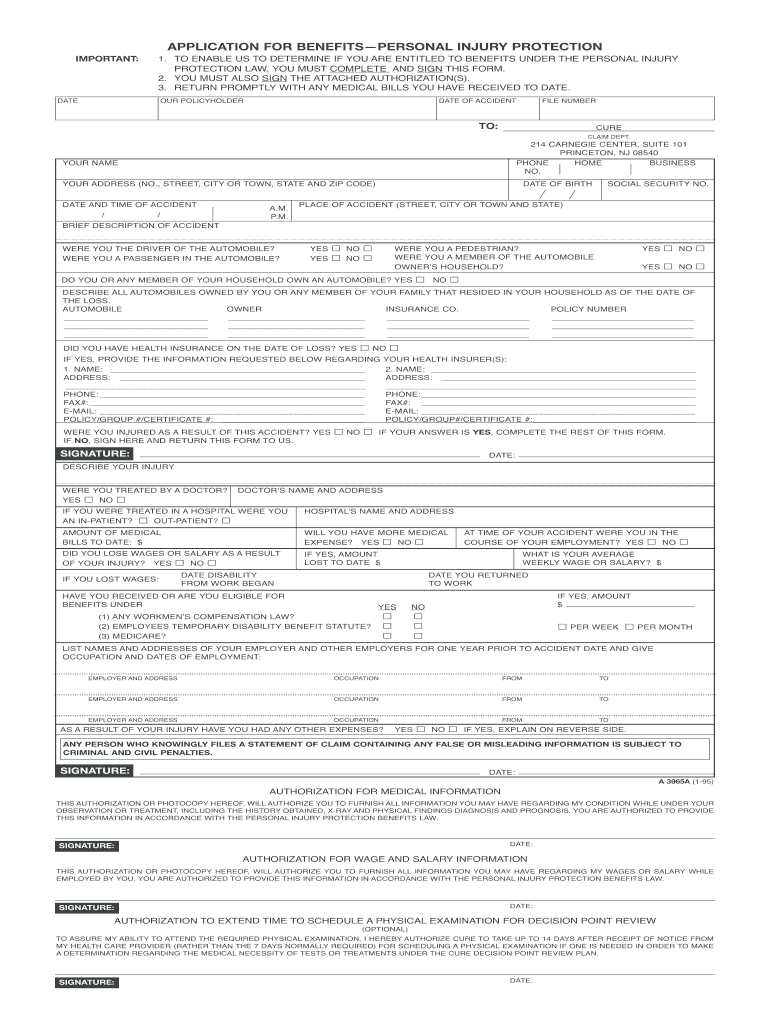 APPLICATION FOR BENEFITS—PERSONAL INJURY PROTECTION
IMPORTANT: 1. TO ENABLE US TO DETERMINE IF YOU ARE ENTITLED TO BENEFITS UNDER THE PERSONAL INJURY
PROTECTION LAW, YOU MUST COMPLETE AND SIGN THIS FORM.
2. YOU MUST ALSO SIGN THE ATTACHED AUTHORIZATION(S).
3. RETURN PROMPTLY WITH ANY MEDICAL BILLS YOU HAVE RECEIVED TO DATE.
DATE OUR POLICYHOLDER DATE OF ACCIDENT FILE NUMBER
TO: CURE
CLAIM DEPT.
214 CARNEGIE CENTER, SUITE 101
PRINCETON, NJ 08540
YOUR NAME PHONE NO. HOME BUSINESS
YOUR ADDRESS (NO., STREET, CITY OR TOWN, STATE AND ZIP CODE) DATE OF BIRTH SOCIAL SECURITY NO.
/ /
DATE AND TIME OF ACCIDENT A.M. PLACE OF ACCIDENT (STREET, CITY OR TOWN AND STATE)
/ / P.M.
BRIEF DESCRIPTION OF ACCIDENT
WERE YOU THE DRIVER OF THE AUTOMOBILE? YES ☐ NO ☐ WERE YOU A PEDESTRIAN? YES ☐ NO ☐
WERE YOU A PASSENGER IN THE AUTOMOBILE? YES ☐ NO ☐ WERE YOU A MEMBER OF THE AUTOMOBILE
OWNER'S HOUSEHOLD? YES ☐ NO ☐
DO YOU OR ANY MEMBER OF YOUR HOUSEHOLD OWN AN AUTOMOBILE? YES ☐ NO ☐
DESCRIBE ALL AUTOMOBILES OWNED BY YOU OR ANY MEMBER OF YOUR FAMILY THAT RESIDED IN YOUR HOUSEHOLD AS OF THE DATE OF
THE LOSS.
AUTOMOBILE OWNER INSURANCE CO. POLICY NUMBER
DID YOU HAVE HEALTH INSURANCE ON THE DATE OF LOSS? YES ☐ NO ☐
IF YES, PROVIDE THE INFORMATION REQUESTED BELOW REGARDING YOUR HEALTH INSURER(S):
1. NAME: 2. NAME:
ADDRESS: ADDRESS:
PHONE: PHONE:
FAX#: FAX#:
E-MAIL: E-MAIL:
POLICY/GROUP #/CERTIFICATE #: POLICY/GROUP#/CERTIFICATE #:
WERE YOU INJURED AS A RESULT OF THIS ACCIDENT? YES ☐ NO ☐ IF YOUR ANSWER IS YES, COMPLETE THE REST OF THIS FORM.
IF NO, SIGN HERE AND RETURN THIS FORM TO US.
SIGNATURE: DATE:
DESCRIBE YOUR INJURY
WERE YOU TREATED BY A DOCTOR? DOCTOR'S NAME AND ADDRESS
YES ☐ NO ☐
IF YOU WERE TREATED IN A HOSPITAL WERE YOU HOSPITAL'S NAME AND ADDRESS
AN IN-PATIENT? ☐ OUT-PATIENT? ☐
AMOUNT OF MEDICAL WILL YOU HAVE MORE MEDICAL AT TIME OF YOUR ACCIDENT WERE YOU IN THE
BILLS TO DATE: $ EXPENSE? YES ☐ NO ☐ COURSE OF YOUR EMPLOYMENT? YES ☐ NO ☐
DID YOU LOSE WAGES OR SALARY AS A RESULT IF YES, AMOUNT WHAT IS YOUR AVERAGE
OF YOUR INJURY? YES ☐ NO ☐ LOST TO DATE $ WEEKLY WAGE OR SALARY? $
IF YOU LOST WAGES: DATE DISABILITY DATE YOU RETURNED
FROM WORK BEGAN TO WORK
HAVE YOU RECEIVED OR ARE YOU ELIGIBLE FOR IF YES, AMOUNT
BENEFITS UNDER YES NO $
(1) ANY WORKMEN'S COMPENSATION LAW? ☐ ☐
(2) EMPLOYEES TEMPORARY DISABILITY BENEFIT STATUTE? ☐ ☐ ☐ PER WEEK ☐ PER MONTH
(3) MEDICARE? ☐ ☐
LIST NAMES AND ADDRESSES OF YOUR EMPLOYER AND OTHER EMPLOYERS FOR ONE YEAR PRIOR TO ACCIDENT DATE AND GIVE
OCCUPATION AND DATES OF EMPLOYMENT:
EMPLOYER AND ADDRESS OCCUPATION FROM TO
EMPLOYER AND ADDRESS OCCUPATION FROM TO
EMPLOYER AND ADDRESS OCCUPATION FROM TO
AS A RESULT OF YOUR INJURY HAVE YOU HAD ANY OTHER EXPENSES? YES ☐ NO ☐ IF YES, EXPLAIN ON REVERSE SIDE.
ANY PERSON WHO KNOWINGLY FILES A STATEMENT OF CLAIM CONTAINING ANY FALSE OR MISLEADING INFORMATION IS SUBJECT TO
CRIMINAL AND CIVIL PENALTIES.
SIGNATURE: DATE:
A 3965A (1-95)
AUTHORIZATION FOR MEDICAL INFORMATION
THIS AUTHORIZATION OR PHOTOCOPY HEREOF, WILL AUTHORIZE YOU TO FURNISH ALL INFORMATION YOU MAY HAVE REGARDING MY CONDITION WHILE UNDER YOUR
OBSERVATION OR TREATMENT, INCLUDING THE HISTORY OBTAINED, X-RAY AND PHYSICAL FINDINGS DIAGNOSIS AND PROGNOSIS. YOU ARE AUTHORIZED TO PROVIDE
THIS INFORMATION IN ACCORDANCE WITH THE PERSONAL INJURY PROTECTION BENEFITS LAW.
SIGNATURE: DATE:
AUTHORIZATION FOR WAGE AND SALARY INFORMATION
THIS AUTHORIZATION OR PHOTOCOPY HEREOF, WILL AUTHORIZE YOU TO FURNISH ALL INFORMATION YOU MAY HAVE REGARDING MY WAGES OR SALARY WHILE
EMPLOYED BY YOU. YOU ARE AUTHORIZED TO PROVIDE THIS INFORMATION IN ACCORDANCE WITH THE PERSONAL INJURY PROTECTION BENEFITS LAW.
SIGNATURE: DATE:
AUTHORIZATION TO EXTEND TIME TO SCHEDULE A PHYSICAL EXAMINATION FOR DECISION POINT REVIEW
(OPTIONAL)
TO ASSURE MY ABILITY TO ATTEND THE REQUIRED PHYSICAL EXAMINATION, I HEREBY AUTHORIZE CURE TO TAKE UP TO 14 DAYS AFTER RECEIPT OF NOTICE FROM
MY HEALTH CARE PROVIDER (RATHER THAN THE 7 DAYS NORMALLY REQUIRED) FOR SCHEDULING A PHYSICAL EXAMINATION IF ONE IS NEEDED IN ORDER TO MAKE
A DETERMINATION REGARDING THE MEDICAL NECESSITY OF TESTS OR TREATMENTS UNDER THE CURE DECISION POINT REVIEW PLAN.
SIGNATURE: DATE: